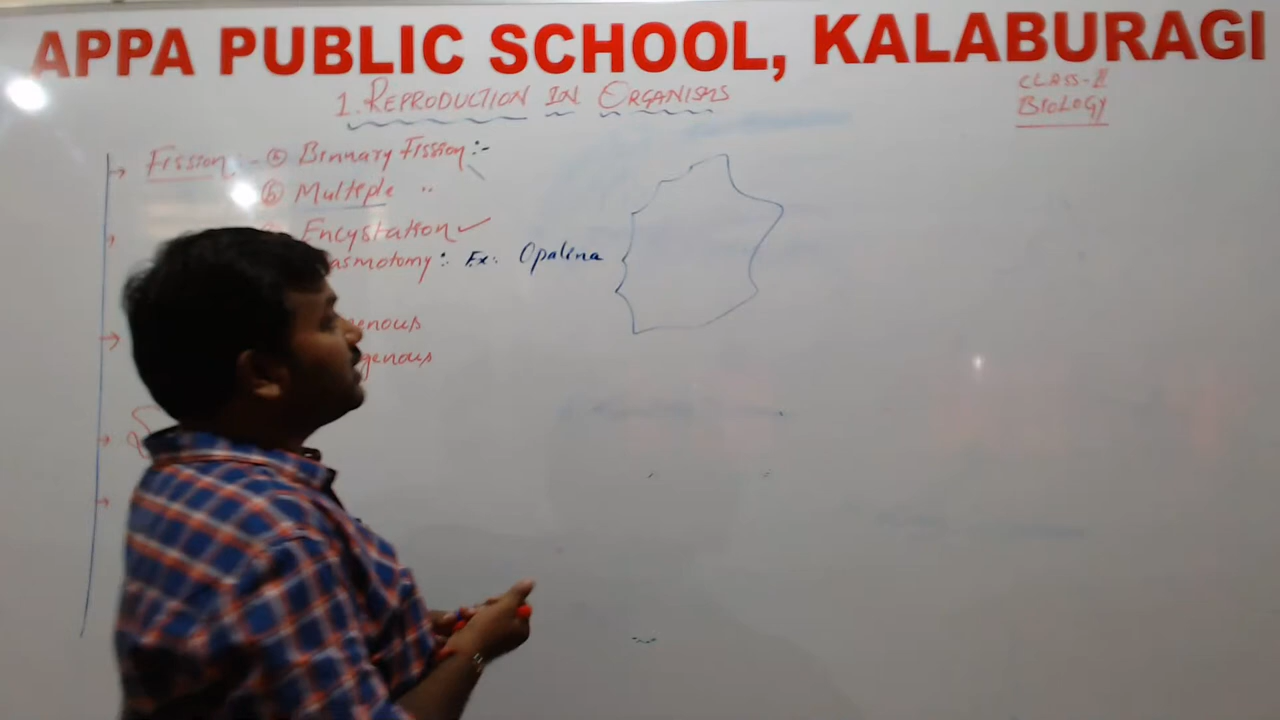 APPA PUBLIC SCHOOL, KALABURAGI
CLASS-II
BIOLOGY
1. REPRODUCTION IN ORGANISMS
→ Fission :- ⓐ Binnary Fission :-
ⓑ Multiple "
Encystation ✓
asmotomy :. Ex:. Opalina
enous
genous